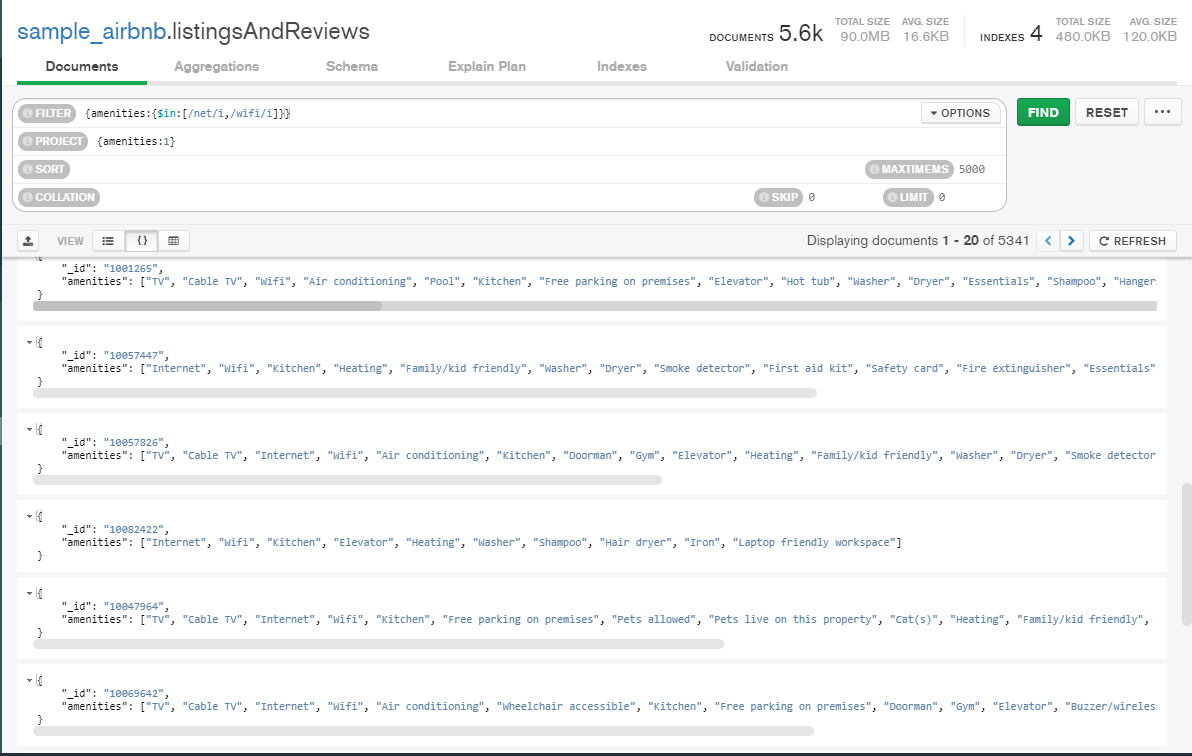 sample_airbnb.listingsAndReviews
DOCUMENTS 5.6k TOTAL SIZE 90.0MB AVG. SIZE 16.6KB INDEXES 4 TOTAL SIZE 480.0KB AVG. SIZE 120.0KB
Documents Aggregations Schema Explain Plan Indexes Validation
FILTER {amenities:{$in:[/net/i,/wifi/i]}} OPTIONS FIND RESET ...
PROJECT {amenities:1}
SORT MAXTIMEMS 5000
COLLATION SKIP 0 LIMIT 0
VIEW {} Displaying documents 1 - 20 of 5341 < > REFRESH
"_id": "1001265",
"amenities": ["TV", "Cable TV", "Wifi", "Air conditioning", "Pool", "Kitchen", "Free parking on premises", "Elevator", "Hot tub", "Washer", "Dryer", "Essentials", "Shampoo", "Hanger
}
{
"_id": "10057447",
"amenities": ["Internet", "Wifi", "Kitchen", "Heating", "Family/kid friendly", "Washer", "Dryer", "Smoke detector", "First aid kit", "Safety card", "Fire extinguisher", "Essentials"
}
{
"_id": "10057826",
"amenities": ["TV", "Cable TV", "Internet", "Wifi", "Air conditioning", "Kitchen", "Doorman", "Gym", "Elevator", "Heating", "Family/kid friendly", "Washer", "Dryer", "Smoke detector
}
{
"_id": "10082422",
"amenities": ["Internet", "Wifi", "Kitchen", "Elevator", "Heating", "Washer", "Shampoo", "Hair dryer", "Iron", "Laptop friendly workspace"]
}
{
"_id": "10047964",
"amenities": ["TV", "Cable TV", "Internet", "Wifi", "Kitchen", "Free parking on premises", "Pets allowed", "Pets live on this property", "Cat(s)", "Heating", "Family/kid friendly",
}
{
"_id": "10069642",
"amenities": ["TV", "Cable TV", "Internet", "Wifi", "Air conditioning", "Wheelchair accessible", "Kitchen", "Free parking on premises", "Doorman", "Gym", "Elevator", "Buzzer/wireles
}